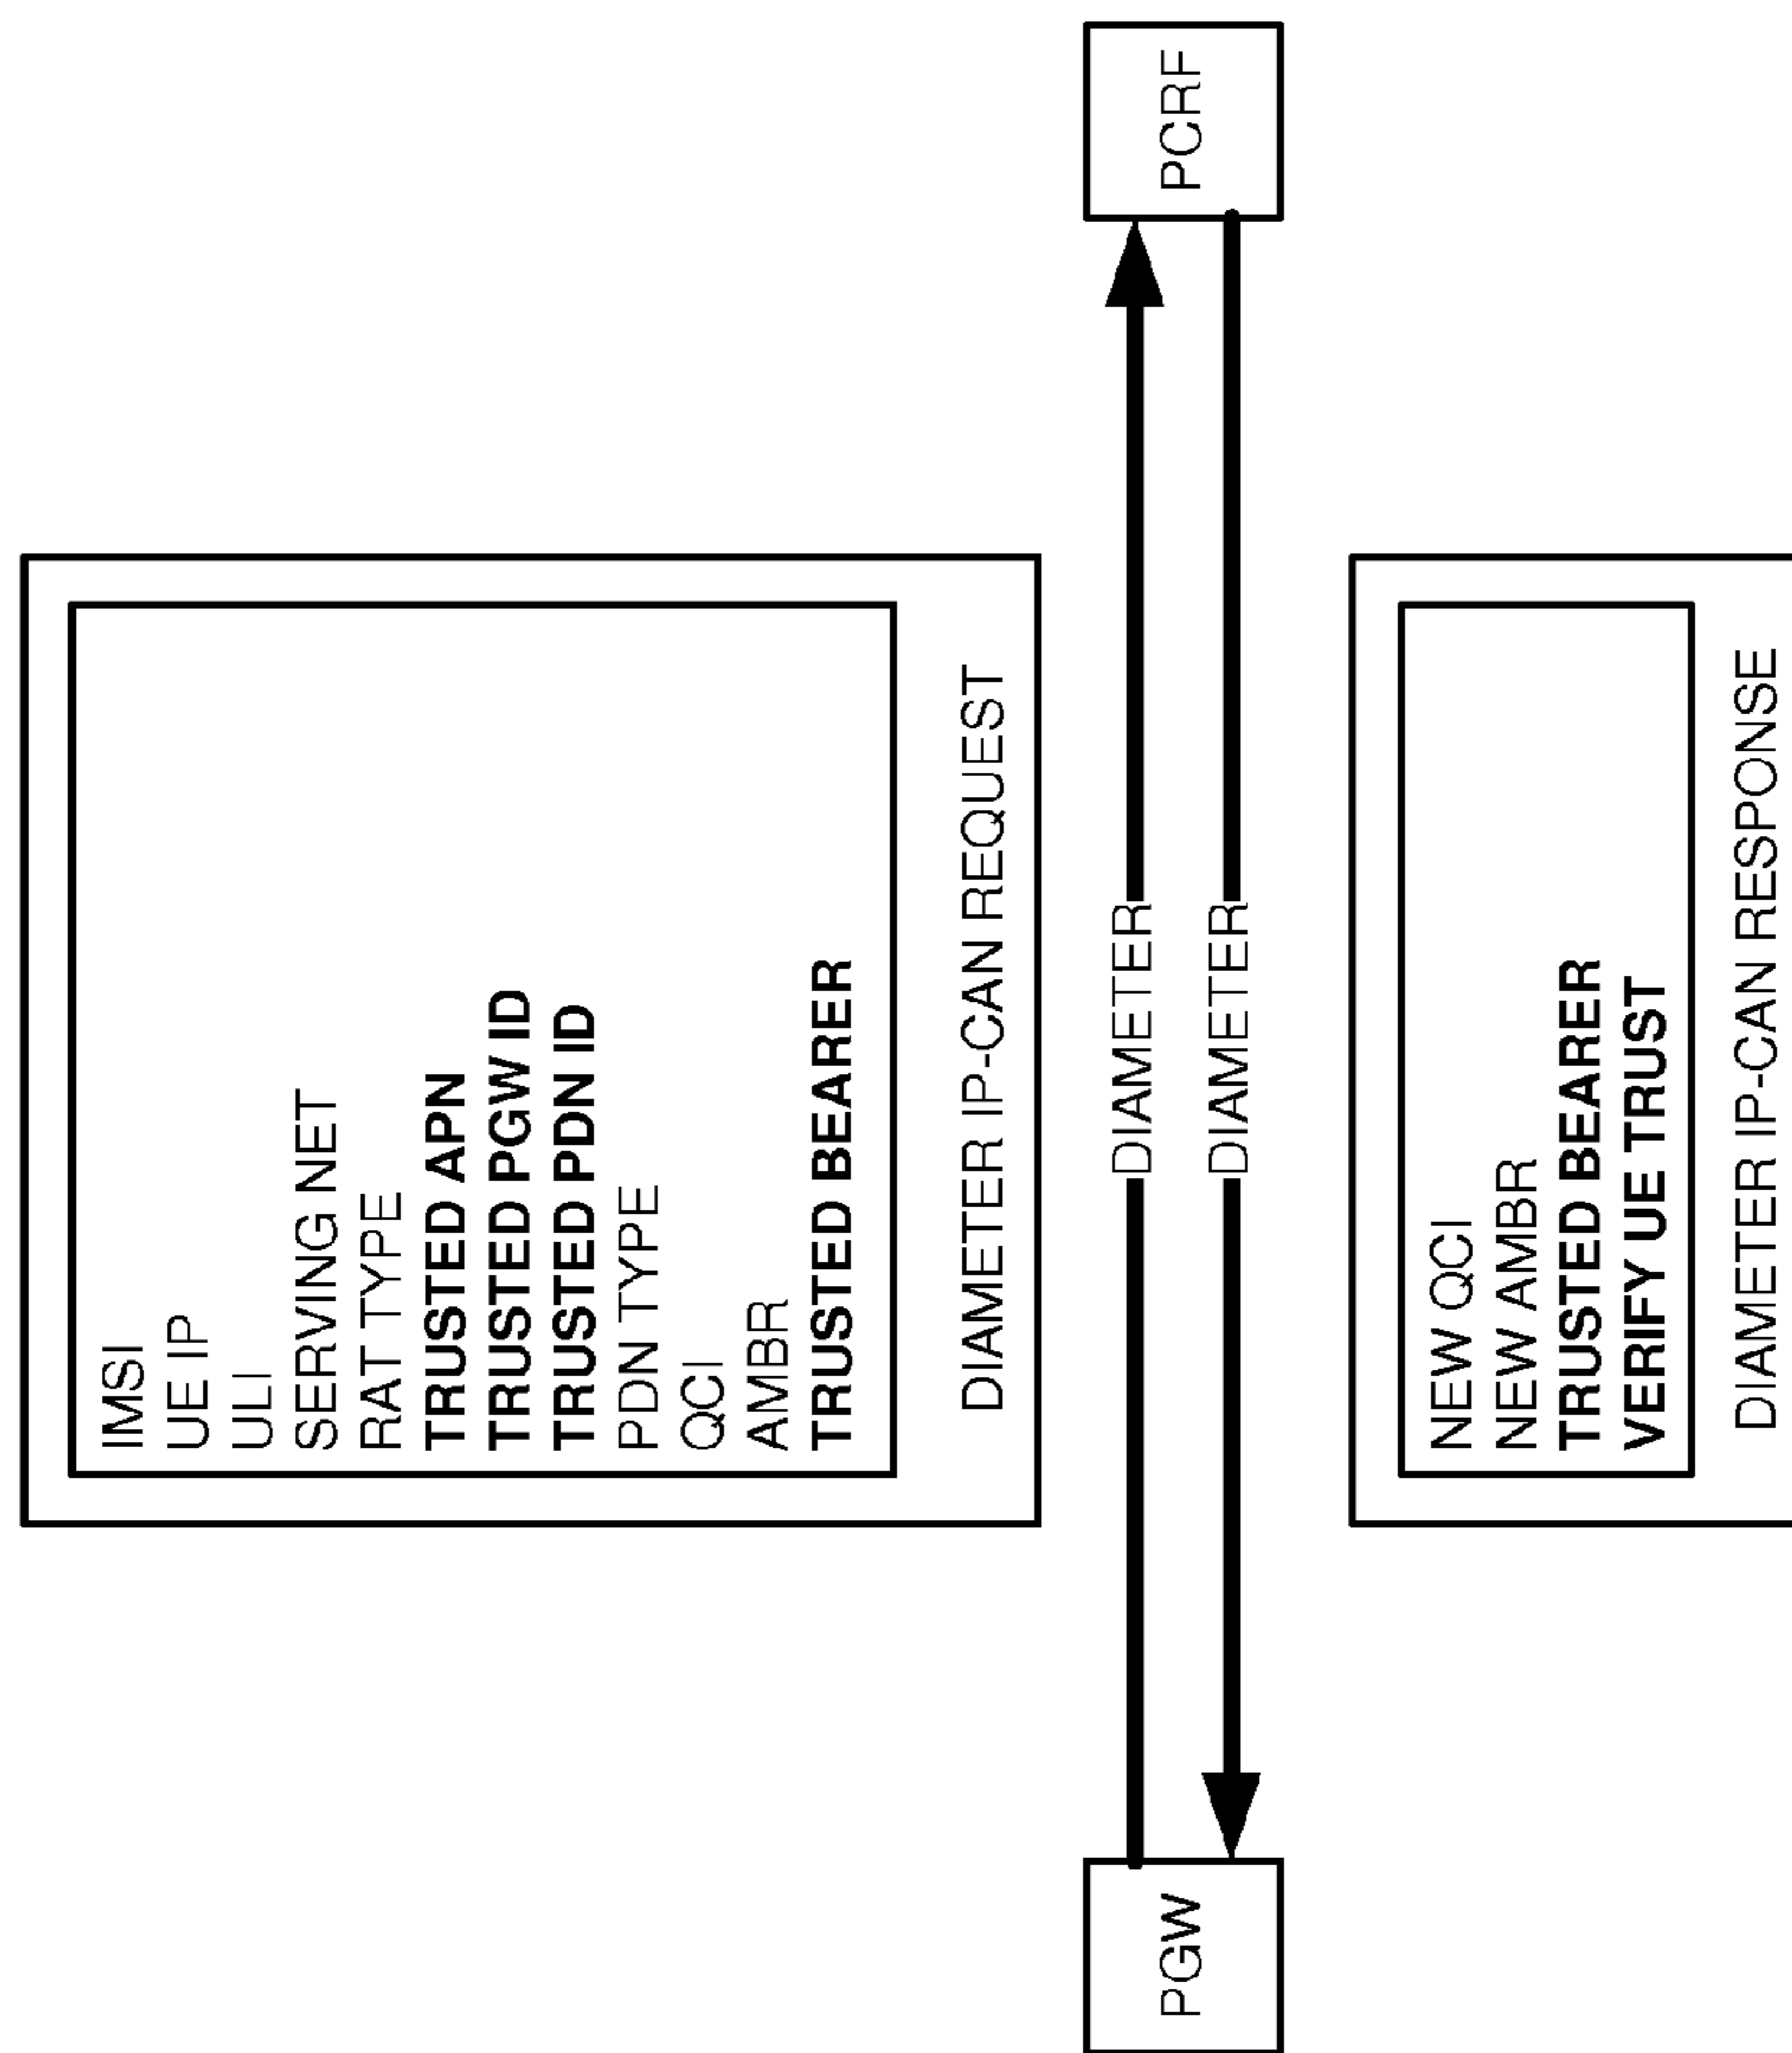 IMSI
UE IP
ULI
SERVING NET
RAT TYPE
TRUSTED APN
TRUSTED PGW ID
TRUSTED PDN ID
PDN TYPE
QCI
AMBR
TRUSTED BEARER
DIAMETER IP-CAN REQUEST
PGW
DIAMETER
DIAMETER
PCRF
NEW QCI
NEW AMBR
TRUSTED BEARER
VERIFY UE TRUST
DIAMETER IP-CAN RESPONSE